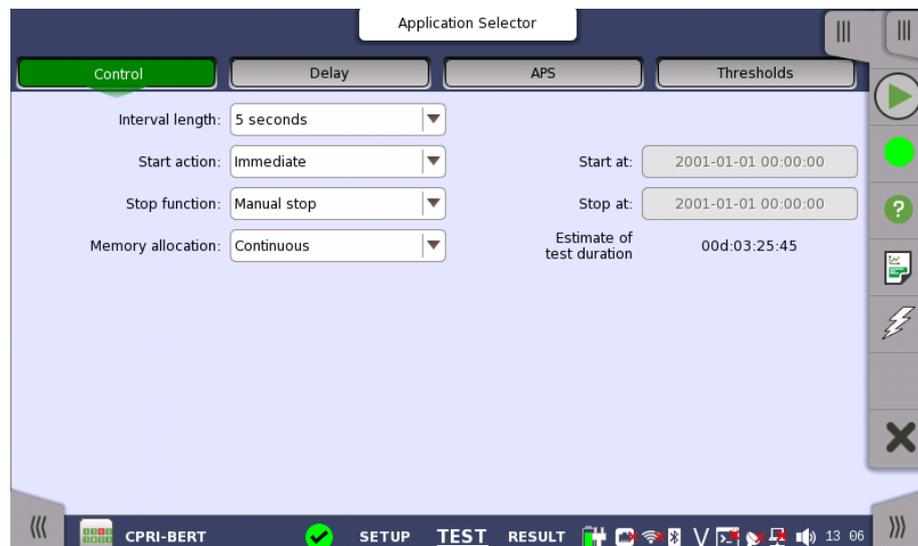 Application Selector
Control Delay APS Thresholds
Interval length: 5 seconds
Start action: Immediate Start at: 2001-01-01 00:00:00
Stop function: Manual stop Stop at: 2001-01-01 00:00:00
Memory allocation: Continuous Estimate of
test duration 00d:03:25:45
CPRI-BERT SETUP TEST RESULT 13 06